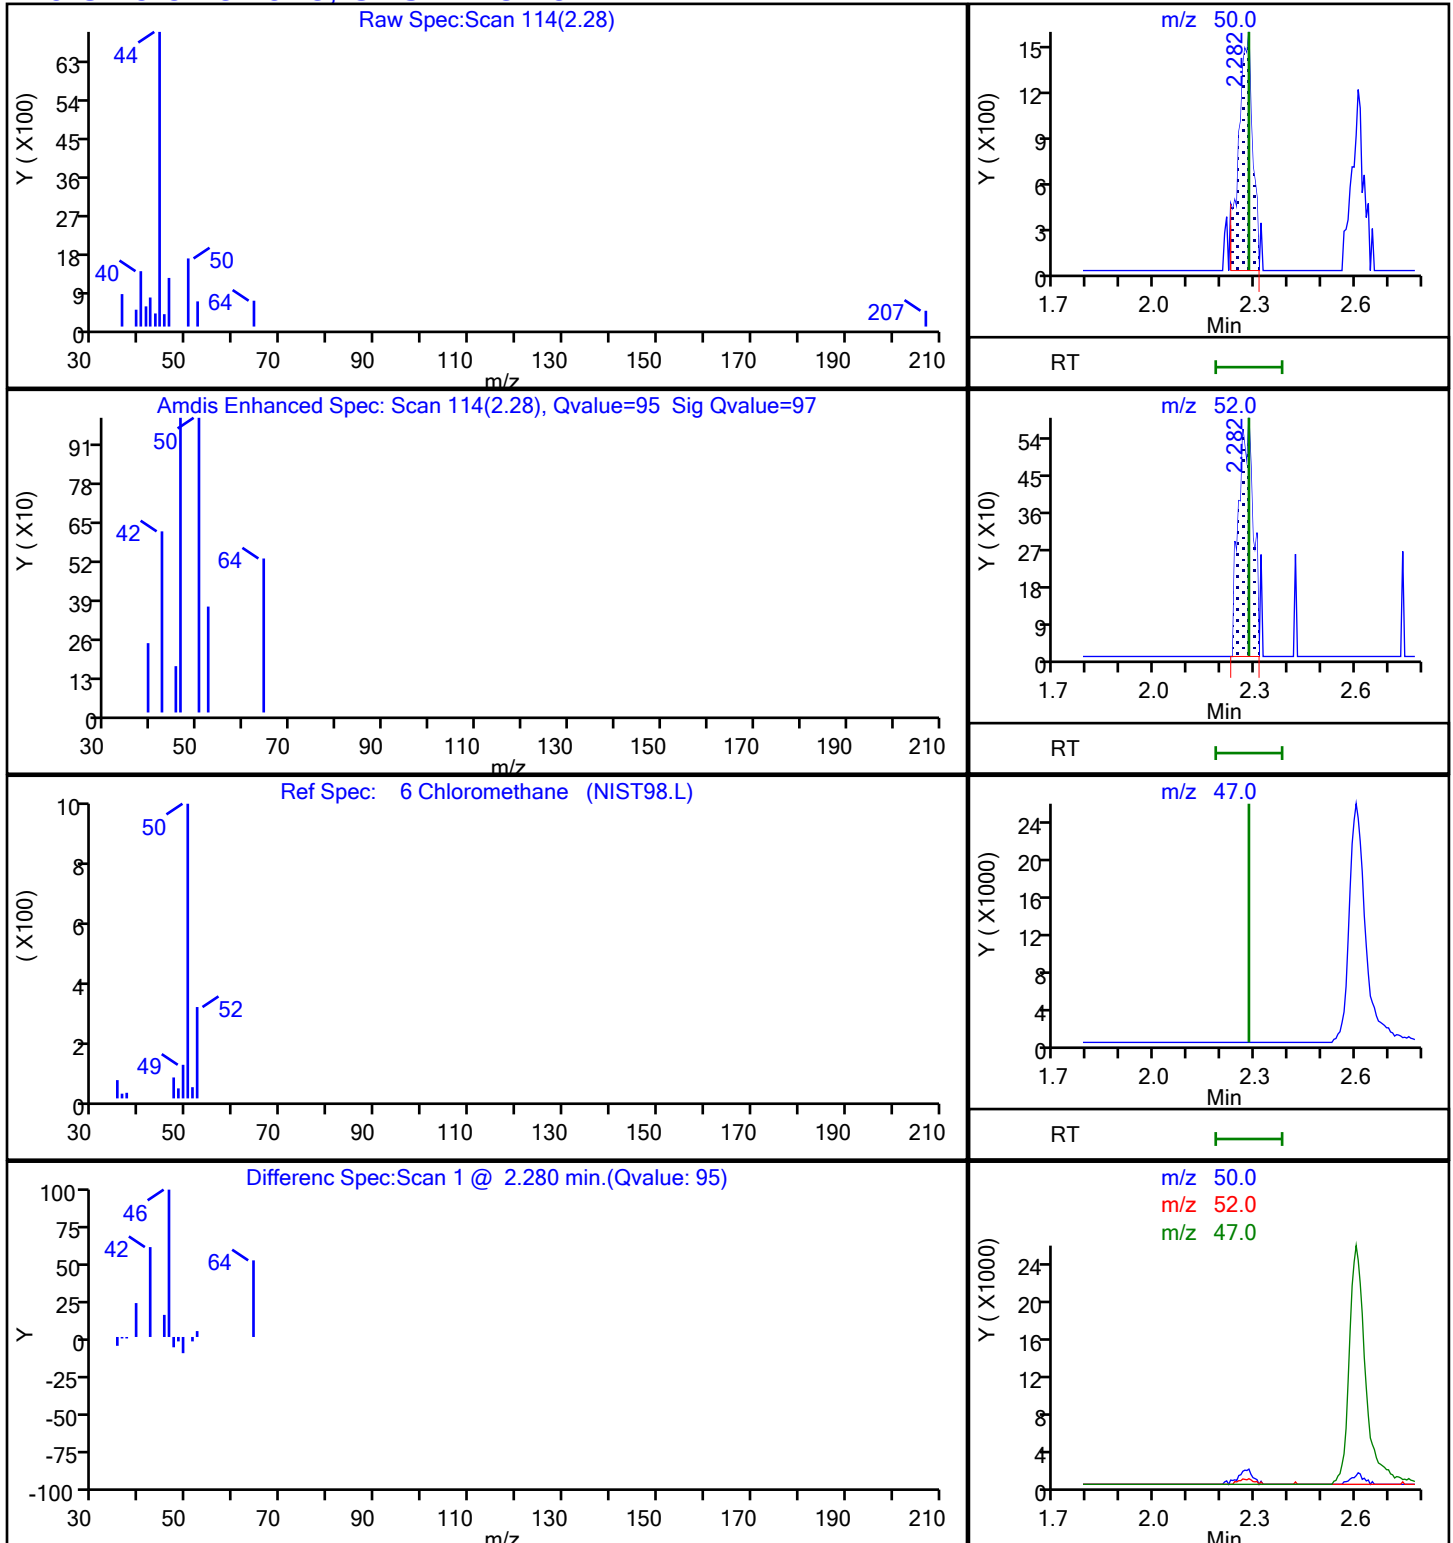 Raw Spec:Scan 114(2.28)
Y ( X100)
63
54
45
36
27
18
9
0
44
40
50
64
207
30 50 70 90 110 130 150 170 190 210
m/z
m/z 50.0
Y ( X100)
15
12
9
6
3
0
2.282
1.7 2.0 2.3 2.6
Min
RT
Amdis Enhanced Spec: Scan 114(2.28), Qvalue=95 Sig Qvalue=97
Y ( X10)
91
78
65
52
39
26
13
0
50
42
64
30 50 70 90 110 130 150 170 190 210
m/z
m/z 52.0
Y ( X10)
54
45
36
27
18
9
0
2.282
1.7 2.0 2.3 2.6
Min
RT
Ref Spec: 6 Chloromethane (NIST98.L)
( X100)
10
8
6
4
2
0
50
52
49
30 50 70 90 110 130 150 170 190 210
m/z 47.0
Y ( X1000)
24
20
16
12
8
4
0
1.7 2.0 2.3 2.6
Min
RT
Differenc Spec:Scan 1 @ 2.280 min.(Qvalue: 95)
Y
100
75
50
25
0
-25
-50
-75
-100
46
42
64
30 50 70 90 110 130 150 170 190 210
m/z
m/z 50.0
m/z 52.0
m/z 47.0
Y ( X1000)
24
20
16
12
8
4
0
1.7 2.0 2.3 2.6
Min